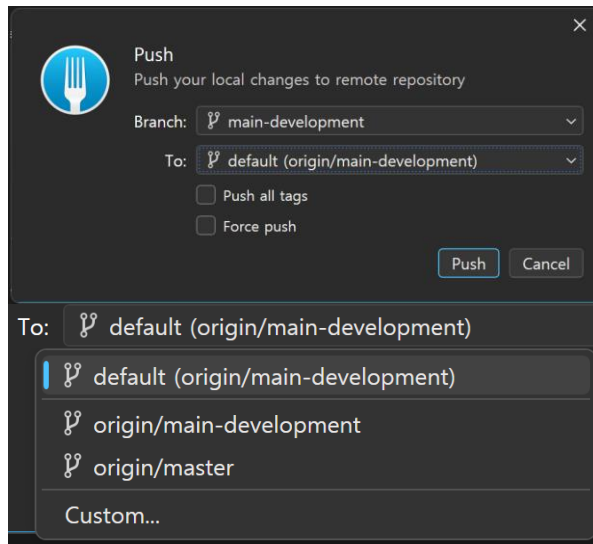 Push
Push your local changes to remote repository
Branch: main-development
To: default (origin/main-development)
Push all tags
Force push
Push Cancel
To: default (origin/main-development)
default (origin/main-development)
origin/main-development
origin/master
Custom...